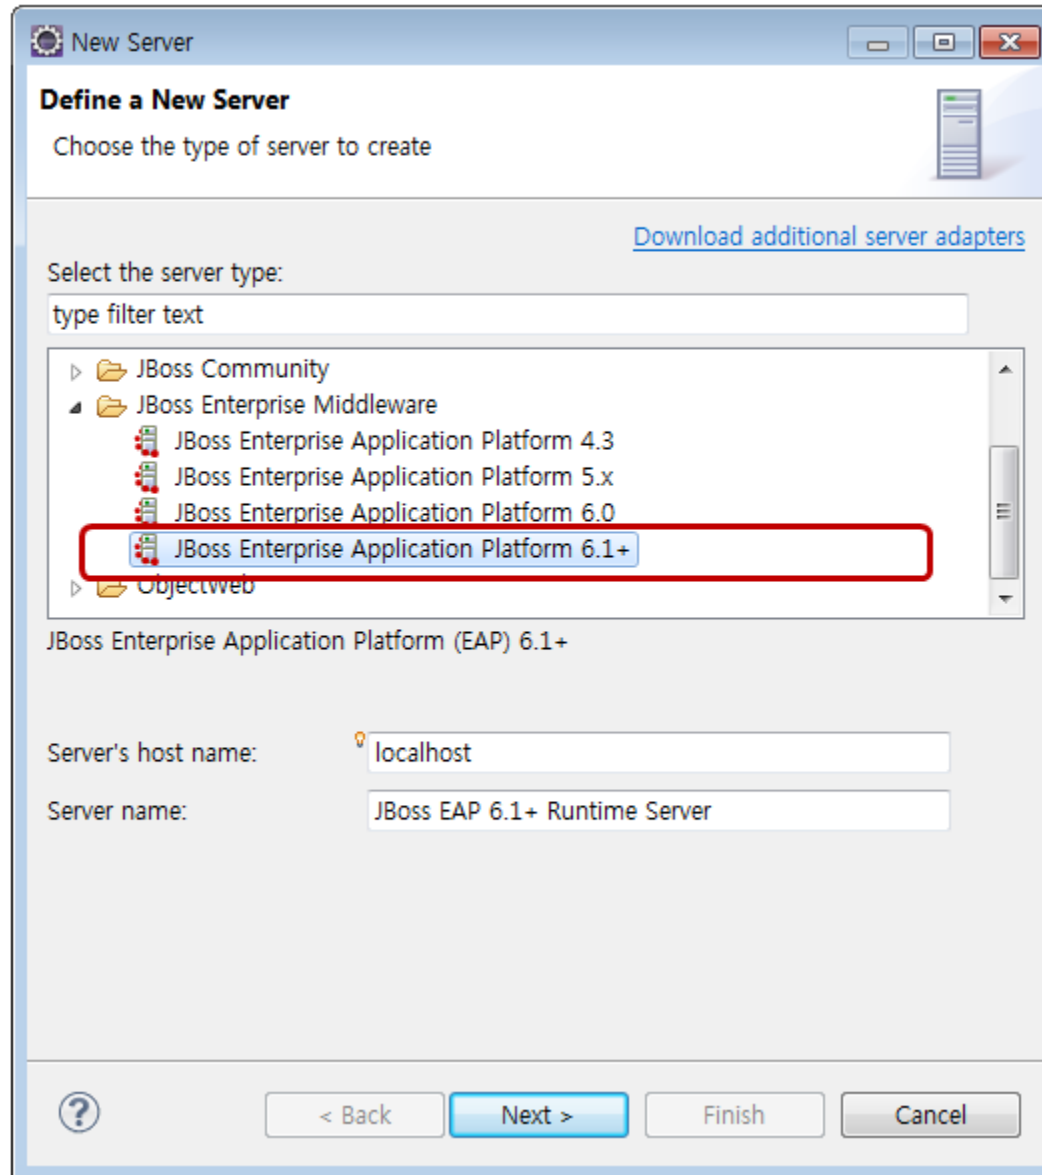 New Server
Define a New Server
Choose the type of server to create
Download additional server adapters
Select the server type:
type filter text
JBoss Community
JBoss Enterprise Middleware
JBoss Enterprise Application Platform 4.3
JBoss Enterprise Application Platform 5.x
JBoss Enterprise Application Platform 6.0
JBoss Enterprise Application Platform 6.1+
ObjectWeb
JBoss Enterprise Application Platform (EAP) 6.1+
Server's host name: localhost
Server name: JBoss EAP 6.1+ Runtime Server
? < Back Next > Finish Cancel